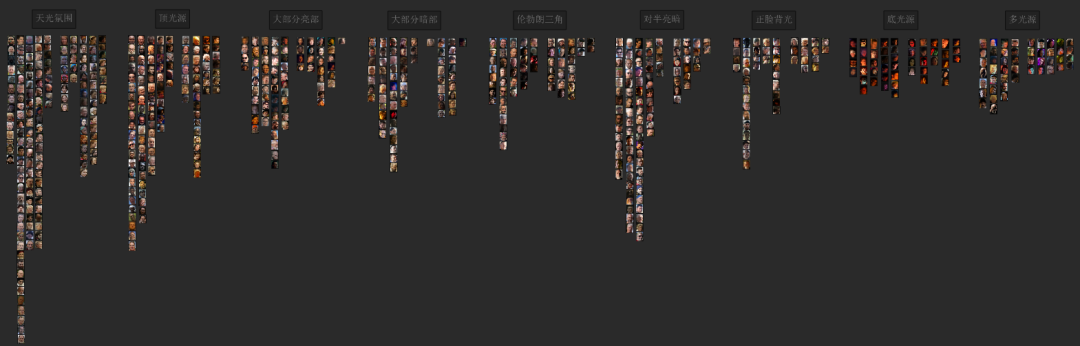 天光氛围
顶光源
大部分亮部
大部分暗部
伦勃朗三角
对半亮暗
正脸背光
底光源
多光源